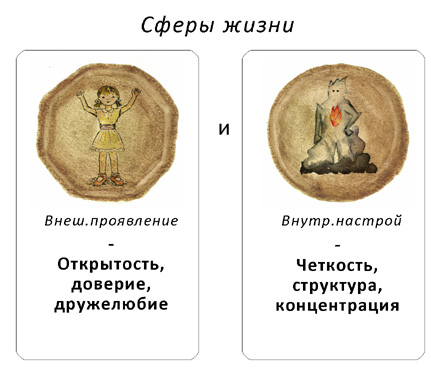 Сферы жизни
и
Внеш.проявление
-
Открытость,
доверие,
дружелюбие
Внутр.настрой
-
Четкость,
структура,
концентрация